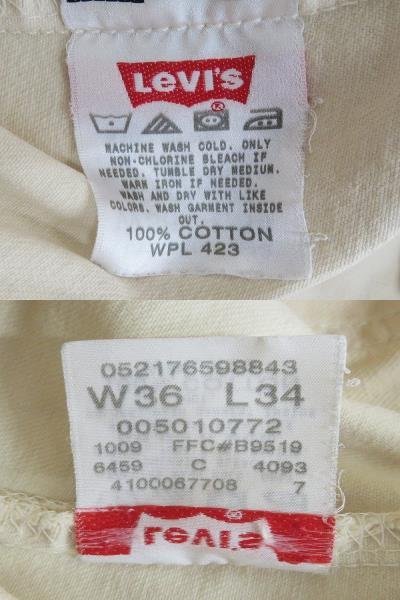 Levi's
®
MACHINE WASH COLD. ONLY
NON-CHLORINE BLEACH IF
NEEDED. TUMBLE DRY MEDIUM.
WARM IRON IF NEEDED.
WASH AND DRY WITH LIKE
COLORS. WASH GARMENT INSIDE
OUT.
100% COTTON
WPL 423
052176598843
W36 L34
005010772
1009 FFC#B9519
6459 C 4093
4100067708 7
Levi's